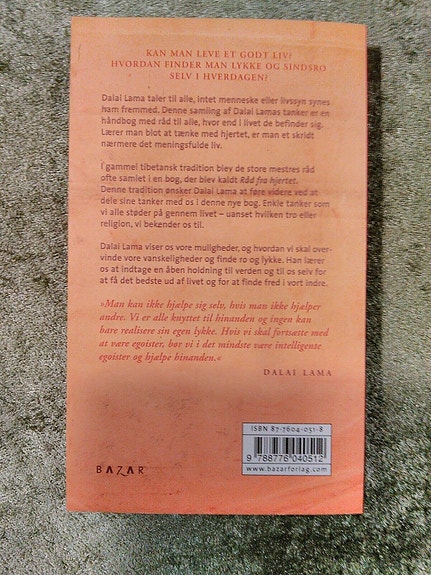 KAN MAN LEVE ET GODT LIV?
HVORDAN FINDER MAN LYKKE OG SINDSRO
SELV I HVERDAGEN?
Dalai Lama taler til alle, intet menneske eller livssyn synes
ham fremmed. Denne samling af Dalai Lamas tanker er en
håndbog med råd til alle, hvor end i livet de befinder sig.
Lærer man blot at tænke med hjertet, er man et skridt
nærmere det meningsfulde liv.
I gammel tibetansk tradition blev de store mestres råd
ofte samlet i en bog, der blev kaldt Råd fra hjertet.
Denne tradition ønsker Dalai Lama at føre videre ved at
dele sine tanker med os i denne nye bog. Enkle tanker som
vi alle støder på gennem livet – uanset hvilken tro eller
religion, vi bekender os til.
Dalai Lama viser os vore muligheder, og hvordan vi skal over-
vinde vore vanskeligheder og finde ro og lykke. Han lærer
os at indtage en åben holdning til verden og til os selv for
at få det bedste ud af livet og for at finde fred i vort indre.
»Man kan ikke hjælpe sig selv, hvis man ikke hjælper
andre. Vi er alle knyttet til hinanden og ingen kan
bare realisere sin egen lykke. Hvis vi skal fortsætte med
at være egoister, bør vi i det mindste være intelligente
egoister og hjælpe hinanden.«
DALAI LAMA
ISBN 87-7604-051-8
9 788776 040512
www.bazarforlag.com
BAZAR